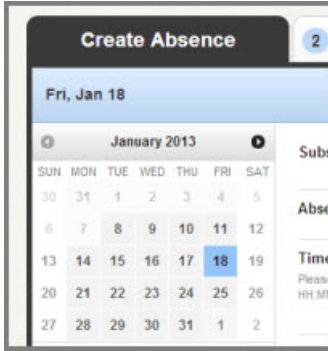 Create Absence
2
Fri, Jan 18
January 2013
Subs
SUN MON TUE WED THU FRI SAT
30 31 1 2 3 4 5
Abse
6 7 8 9 10 11 12
13 14 15 16 17 18 19
Time
Please
HH:MM
20 21 22 23 24 25 26
27 28 29 30 31 1 2